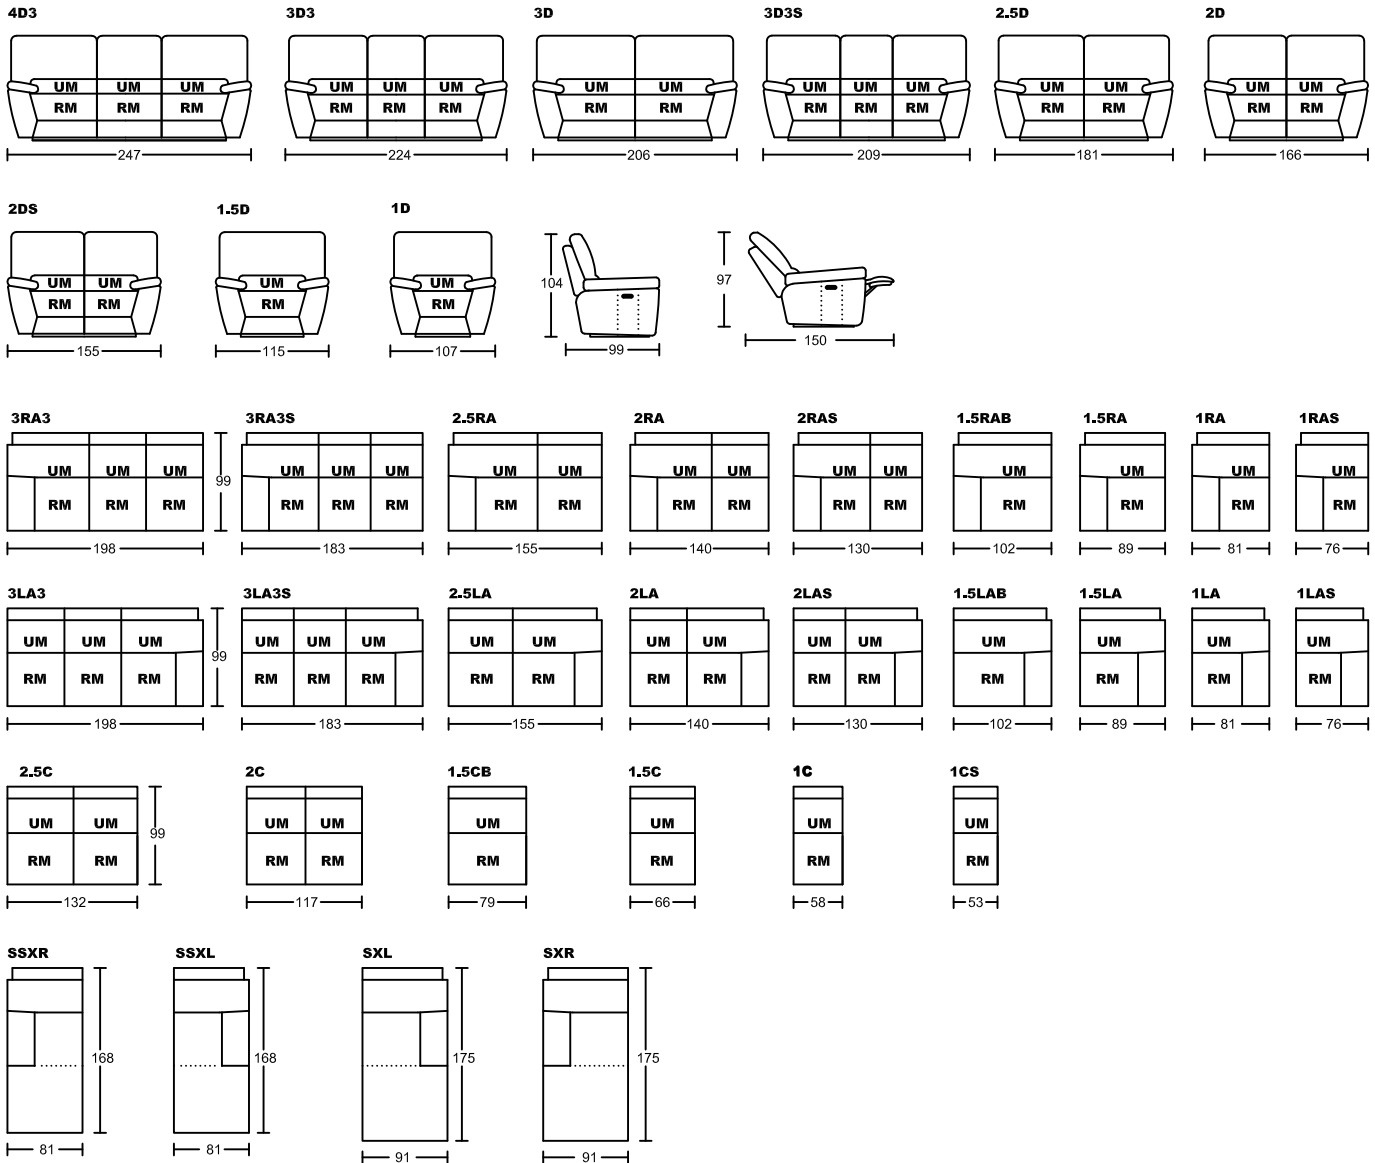 4D3 3D3 3D 3D3S 2.5D 2D
UM UM UM UM UM UM UM UM UM UM UM UM UM UM UM
RM RM RM RM RM RM RM RM RM RM RM RM RM RM RM
247 224 206 209 181 166
2DS 1.5D 1D
UM UM UM UM 104 97
RM RM RM RM
155 115 107 99 150
3RA3 3RA3S 2.5RA 2RA 2RAS 1.5RAB 1.5RA 1RA 1RAS
UM UM UM UM UM UM UM UM UM UM UM UM UM UM UM UM
99
RM RM RM RM RM RM RM RM RM RM RM RM RM RM RM RM
198 183 155 140 130 102 89 81 76
3LA3 3LA3S 2.5LA 2LA 2LAS 1.5LAB 1.5LA 1LA 1LAS
UM UM UM UM UM UM UM UM UM UM UM UM UM UM UM UM
99
RM RM RM RM RM RM RM RM RM RM RM RM RM RM RM RM
198 183 155 140 130 102 89 81 76
2.5C 2C 1.5CB 1.5C 1C 1CS
UM UM UM UM UM UM UM UM
99
RM RM RM RM RM RM RM RM
132 117 79 66 58 53
SSXR SSXL SXL SXR
168 168 175 175
81 81 91 91